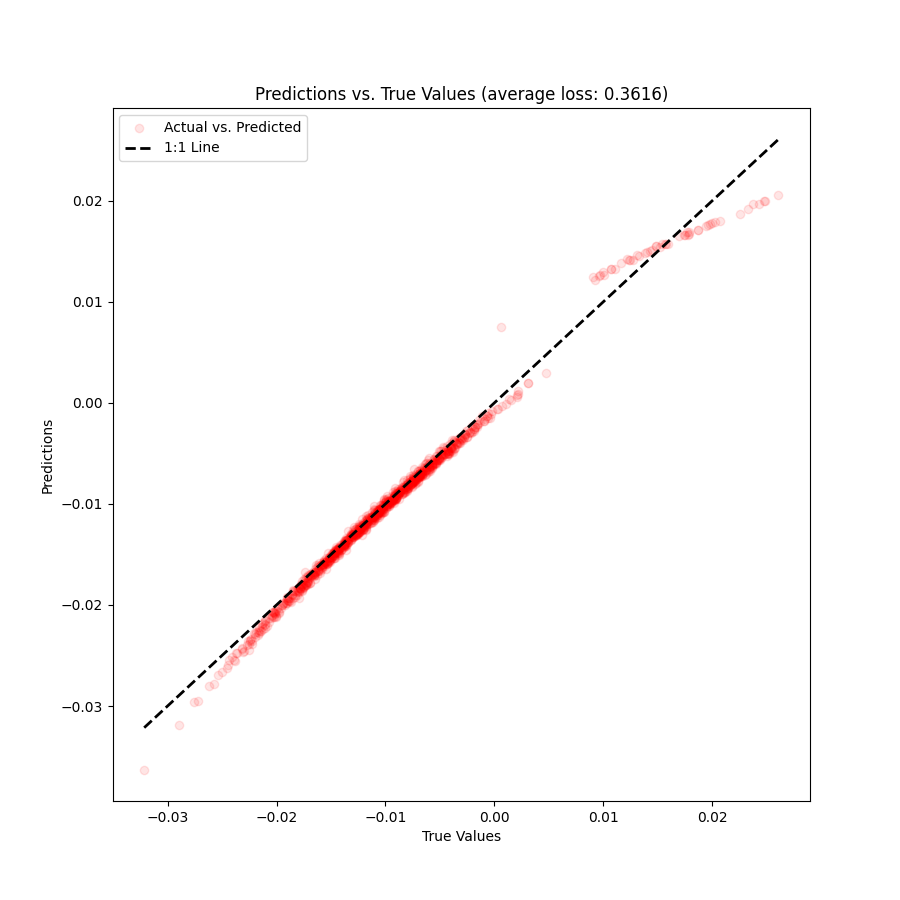 Predictions vs. True Values (average loss: 0.3616)
Actual vs. Predicted
1:1 Line
0.02
0.01
0.00
−0.01
−0.02
−0.03
Predictions
−0.03 −0.02 −0.01 0.00 0.01 0.02
True Values